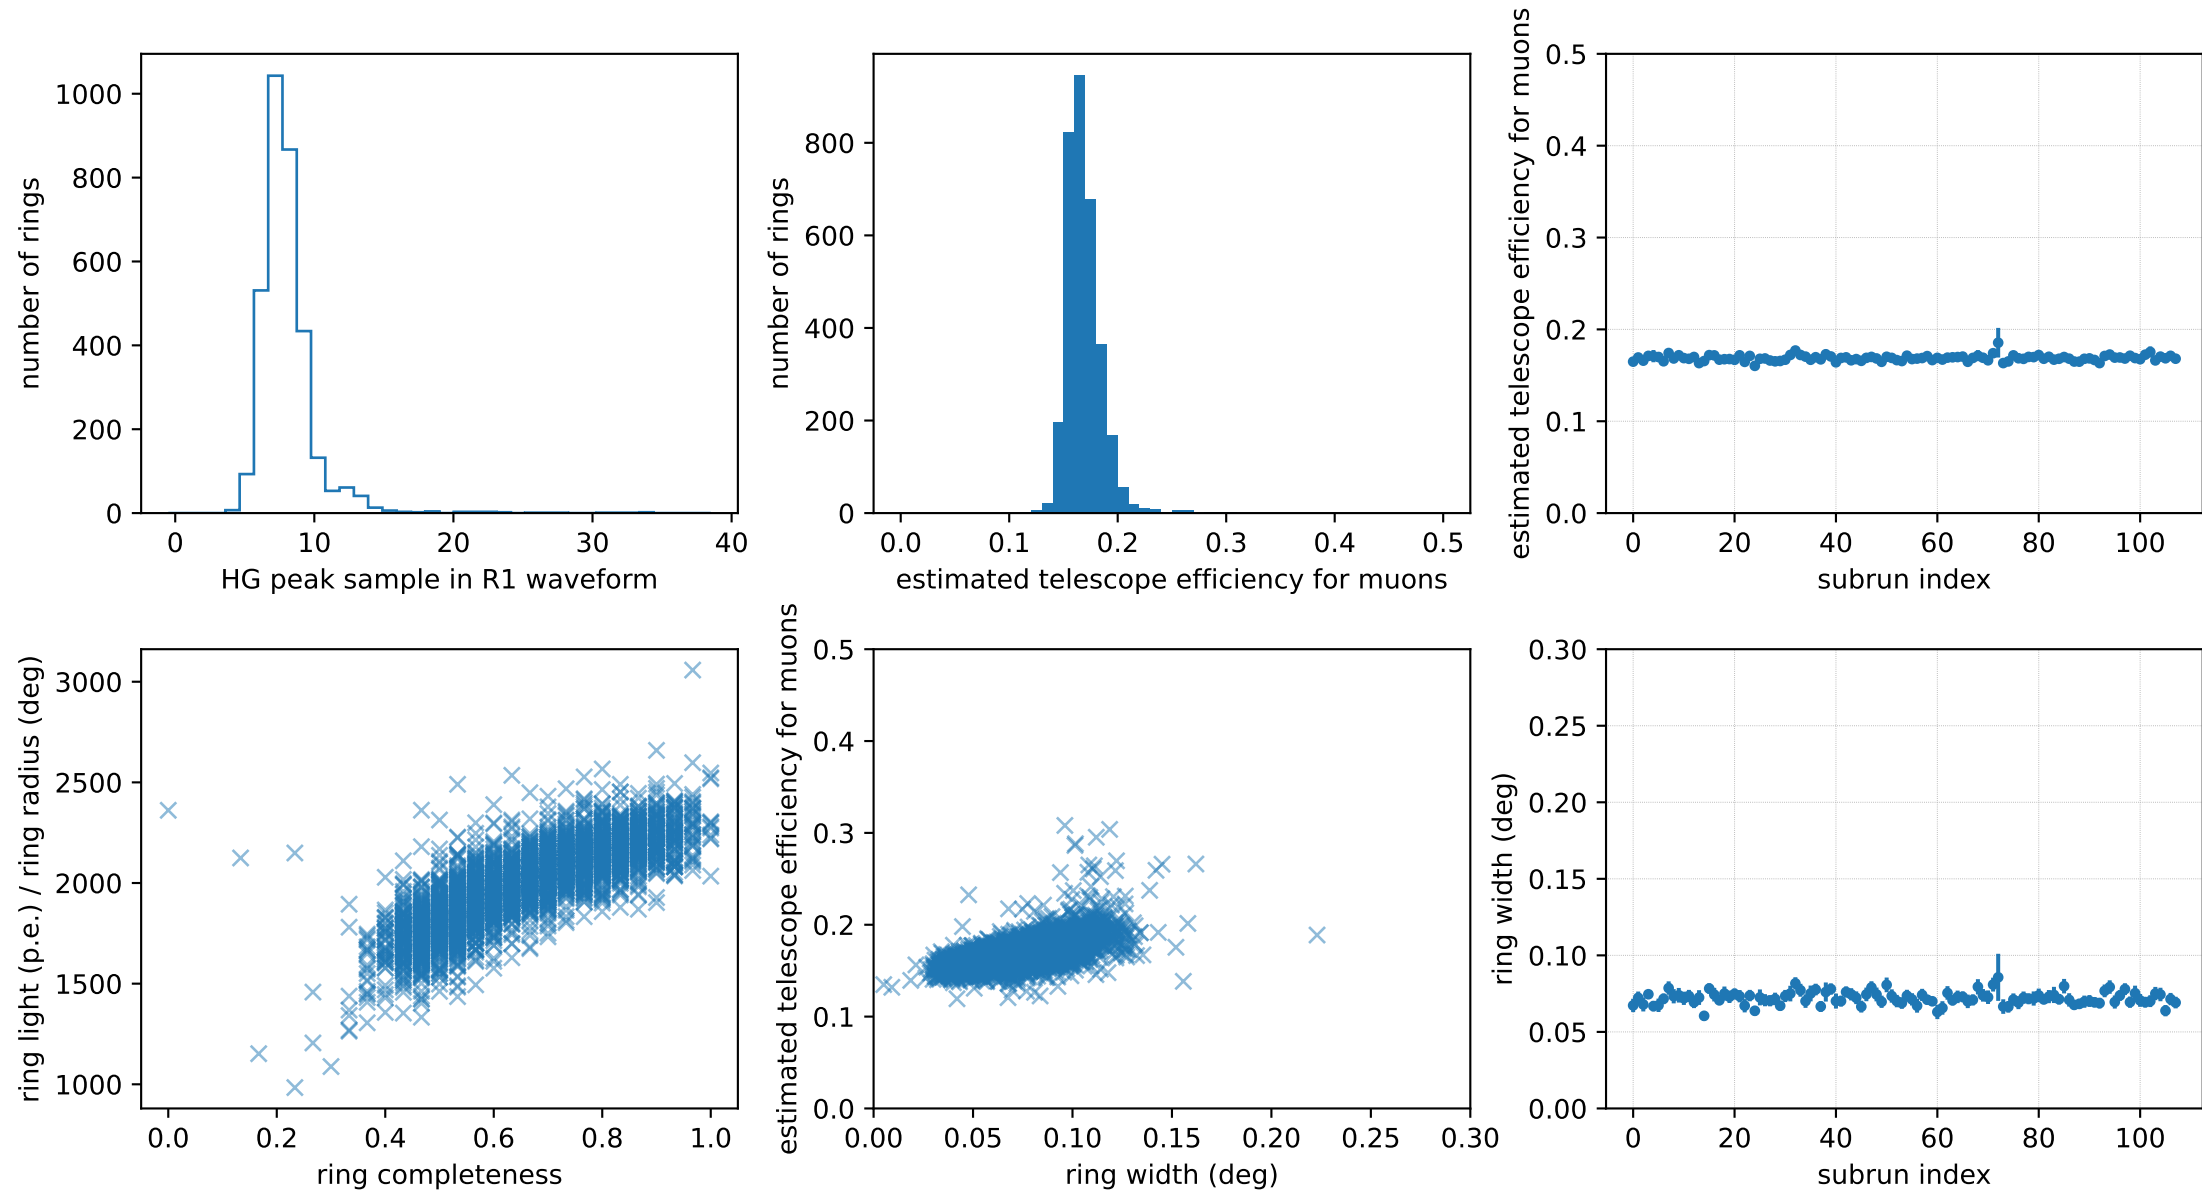 number of rings
1000
800
600
400
200
0
0 10 20 30 40
HG peak sample in R1 waveform
number of rings
800
600
400
200
0
0.0 0.1 0.2 0.3 0.4 0.5
estimated telescope efficiency for muons
estimated telescope efficiency for muons
0.5
0.4
0.3
0.2
0.1
0.0
0 20 40 60 80 100
subrun index
ring light (p.e.) / ring radius (deg)
3000
2500
2000
1500
1000
0.0 0.2 0.4 0.6 0.8 1.0
ring completeness
estimated telescope efficiency for muons
0.5
0.4
0.3
0.2
0.1
0.0
0.00 0.05 0.10 0.15 0.20 0.25 0.30
ring width (deg)
ring width (deg)
0.30
0.25
0.20
0.15
0.10
0.05
0.00
0 20 40 60 80 100
subrun index